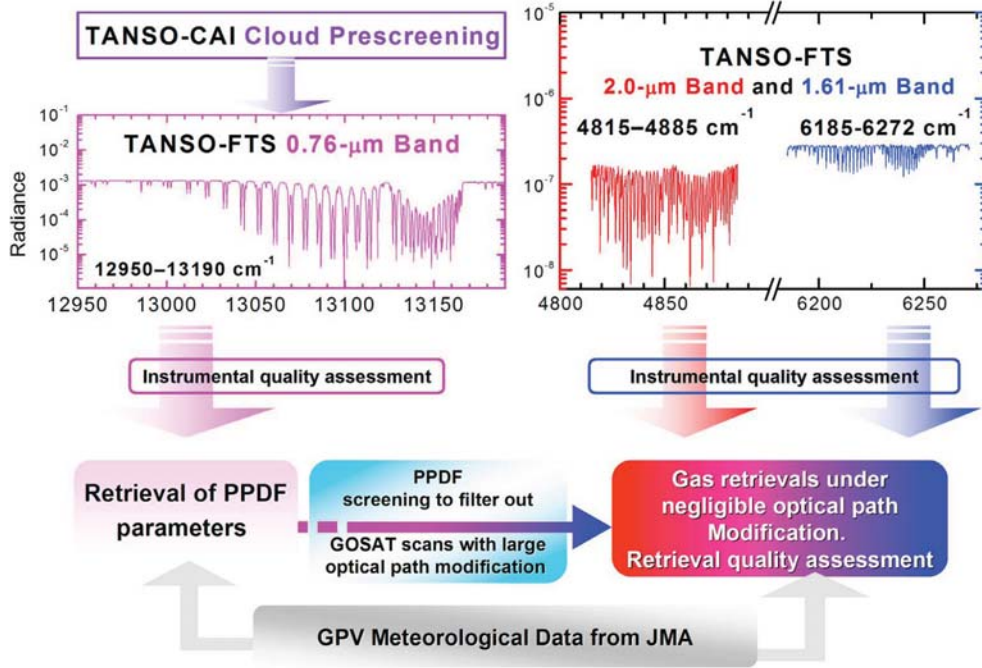 TANSO-CAI Cloud Prescreening
10⁻¹
10⁻²
10⁻³
10⁻⁴
10⁻⁵
Radiance
TANSO-FTS 0.76-µm Band
12950–13190 cm⁻¹
12950 13000 13050 13100 13150
10⁻⁵
10⁻⁶
10⁻⁷
10⁻⁸
TANSO-FTS
2.0-µm Band and 1.61-µm Band
4815–4885 cm⁻¹
6185-6272 cm⁻¹
4800 4850 6200 6250
Instrumental quality assessment
Instrumental quality assessment
Retrieval of PPDF
parameters
PPDF
screening to filter out
GOSAT scans with large
optical path modification
Gas retrievals under
negligible optical path
Modification.
Retrieval quality assessment
GPV Meteorological Data from JMA